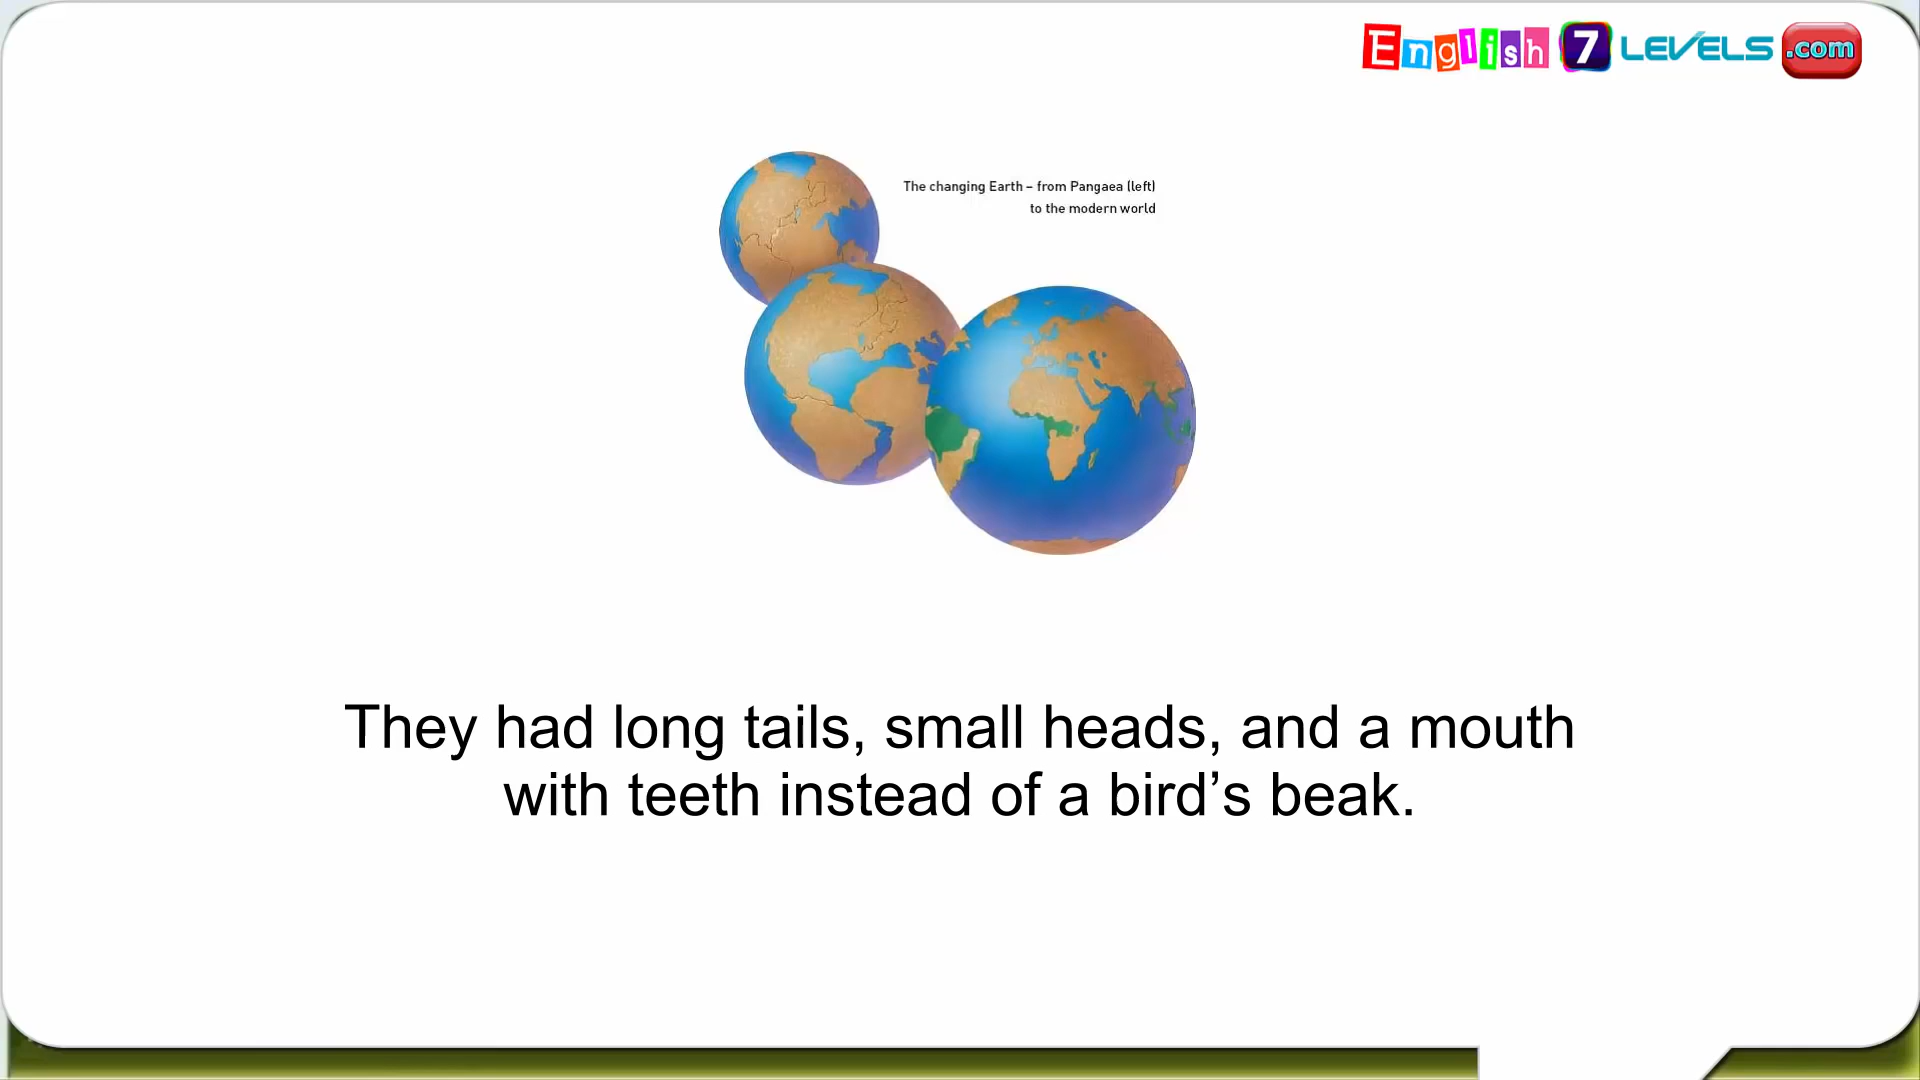 English 7 LEVELS .com
The changing Earth – from Pangaea (left)
to the modern world
They had long tails, small heads, and a mouth
with teeth instead of a bird’s beak.